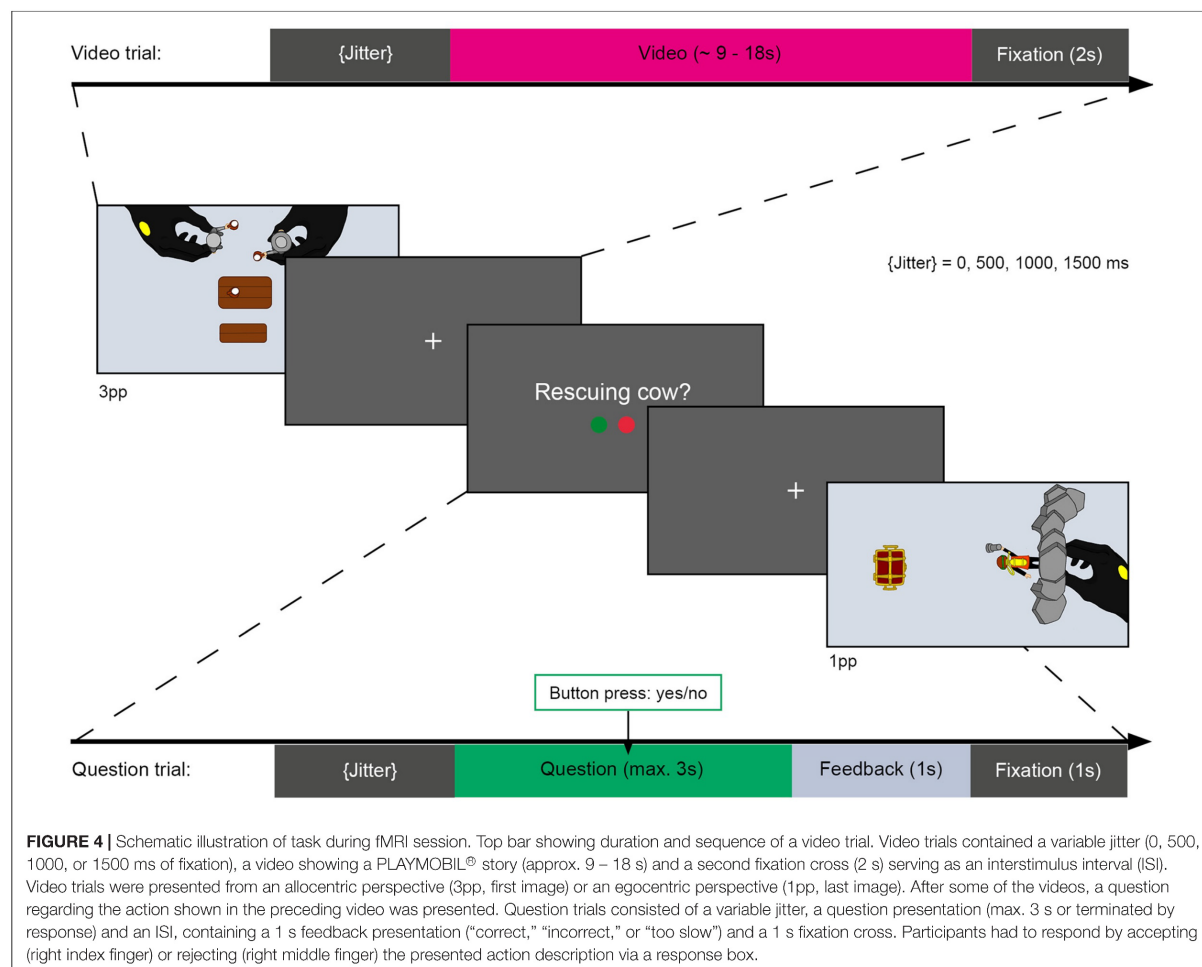 Video trial:
{Jitter}
Video (~ 9 - 18s)
Fixation (2s)
{Jitter} = 0, 500, 1000, 1500 ms
3pp
Rescuing cow?
1pp
Button press: yes/no
Question trial:
{Jitter}
Question (max. 3s)
Feedback (1s)
Fixation (1s)
FIGURE 4 | Schematic illustration of task during fMRI session. Top bar showing duration and sequence of a video trial. Video trials contained a variable jitter (0, 500,
1000, or 1500 ms of fixation), a video showing a PLAYMOBIL® story (approx. 9 – 18 s) and a second fixation cross (2 s) serving as an interstimulus interval (ISI).
Video trials were presented from an allocentric perspective (3pp, first image) or an egocentric perspective (1pp, last image). After some of the videos, a question
regarding the action shown in the preceding video was presented. Question trials consisted of a variable jitter, a question presentation (max. 3 s or terminated by
response) and an ISI, containing a 1 s feedback presentation (“correct,” “incorrect,” or “too slow”) and a 1 s fixation cross. Participants had to respond by accepting
(right index finger) or rejecting (right middle finger) the presented action description via a response box.